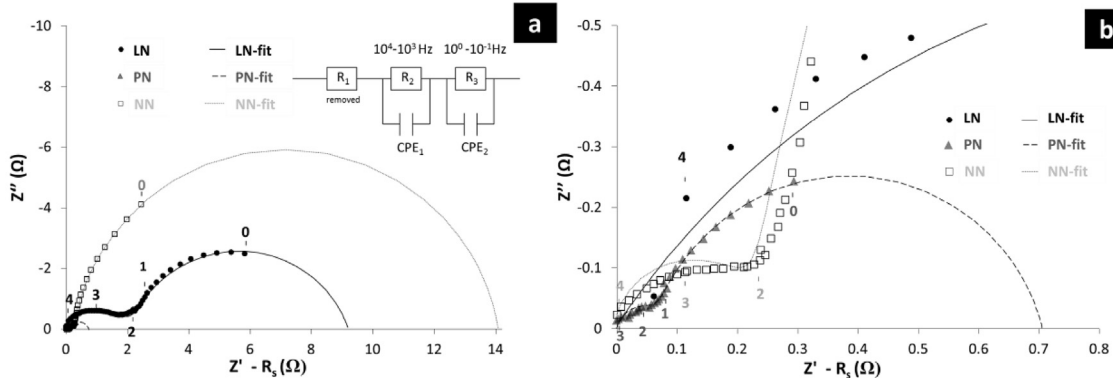 a
Z″ (Ω)
-10
-8
-6
-4
-2
0
0 2 4 6 8 10 12 14
Z' - Rs (Ω)
LN LN-fit
PN PN-fit
NN NN-fit
10⁴-10³ Hz 10⁰ -10⁻¹ Hz
R1 R2 R3
removed
CPE1 CPE2
0
0
1
4 3
2
b
Z″ (Ω)
-0.5
-0.4
-0.3
-0.2
-0.1
0
0 0.1 0.2 0.3 0.4 0.5 0.6 0.7 0.8
Z' - Rs (Ω)
LN LN-fit
PN PN-fit
NN NN-fit
4
0
4
3 2
1
2
3